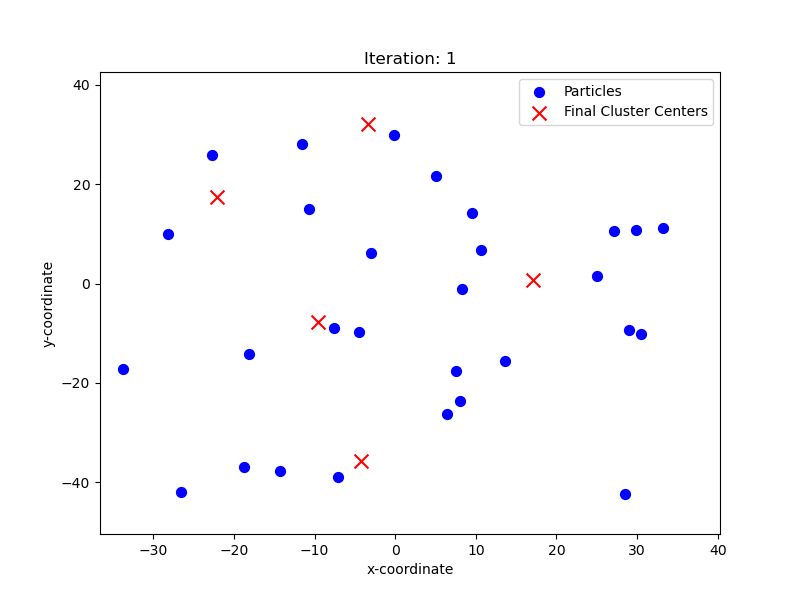 Iteration: 1
Particles
Final Cluster Centers
40
20
0
−20
−40
y-coordinate
−30
−20
−10
0
10
20
30
40
x-coordinate